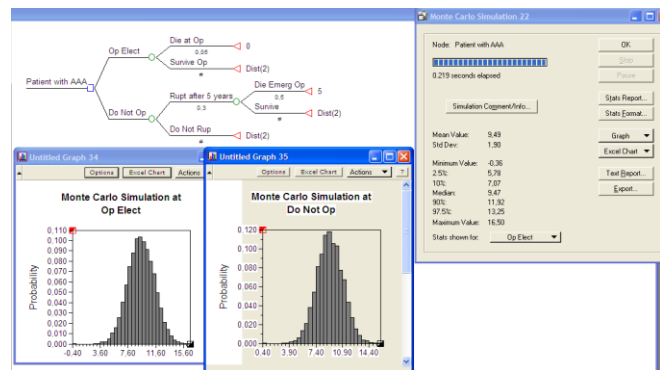 Die at Op
Op Elect
0,05
0
Survive Op
#
Dist(2)
Patient with AAA
Die Emerg Op
Rupt after 5 years
0,5
5
Do Not Op
0,3
Survive
#
Dist(2)
Do Not Rup
#
Dist(2)
Untitled Graph 34
Options Excel Chart Actions
Monte Carlo Simulation at
Op Elect
Probability
0.110
0.100
0.090
0.080
0.070
0.060
0.050
0.040
0.030
0.020
0.010
0.000
-0.40 3,60 7.60 11.60 15.60
Untitled Graph 35
Options Excel Chart Actions ?
Monte Carlo Simulation at
Do Not Op
Probability
0.120
0.100
0.080
0.060
0.040
0.020
0.000
0.40 3.90 7.40 10.90 14.40
Monte Carlo Simulation 22
Node: Patient with AAA
0.219 seconds elapsed
Simulation Comment/Info...
Mean Value: 9,49
Std Dev: 1,90
Minimum Value: -0,36
2.5%: 5,79
10%: 7,07
Median: 9,47
90%: 11,92
97.5%: 13,25
Maximum Value: 16,50
Stats shown for: Op Elect
OK
Stop
Pause
Stats Report...
Stats Format...
Graph
Excel Chart
Text Report...
Export...